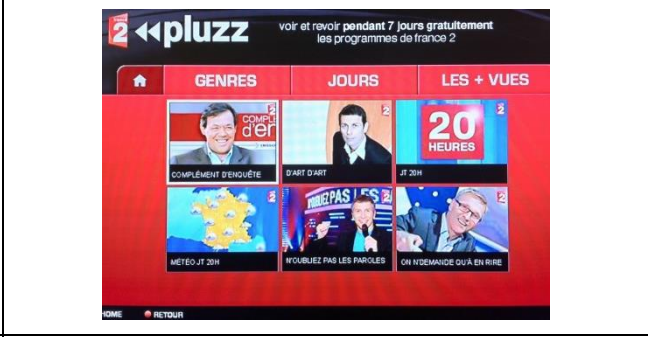 france
2 pluzz
voir et revoir pendant 7 jours gratuitement
les programmes de france 2
GENRES
JOURS
LES + VUES
COMPLÉMENT D'ENQUÊTE
D'ART D'ART
20
HEURES
JT 20H
MÉTÉO JT 20H
N'OUBLIEZ PAS LES PAROLES
ON N'DEMANDE QU'À EN RIRE
HOME
RETOUR